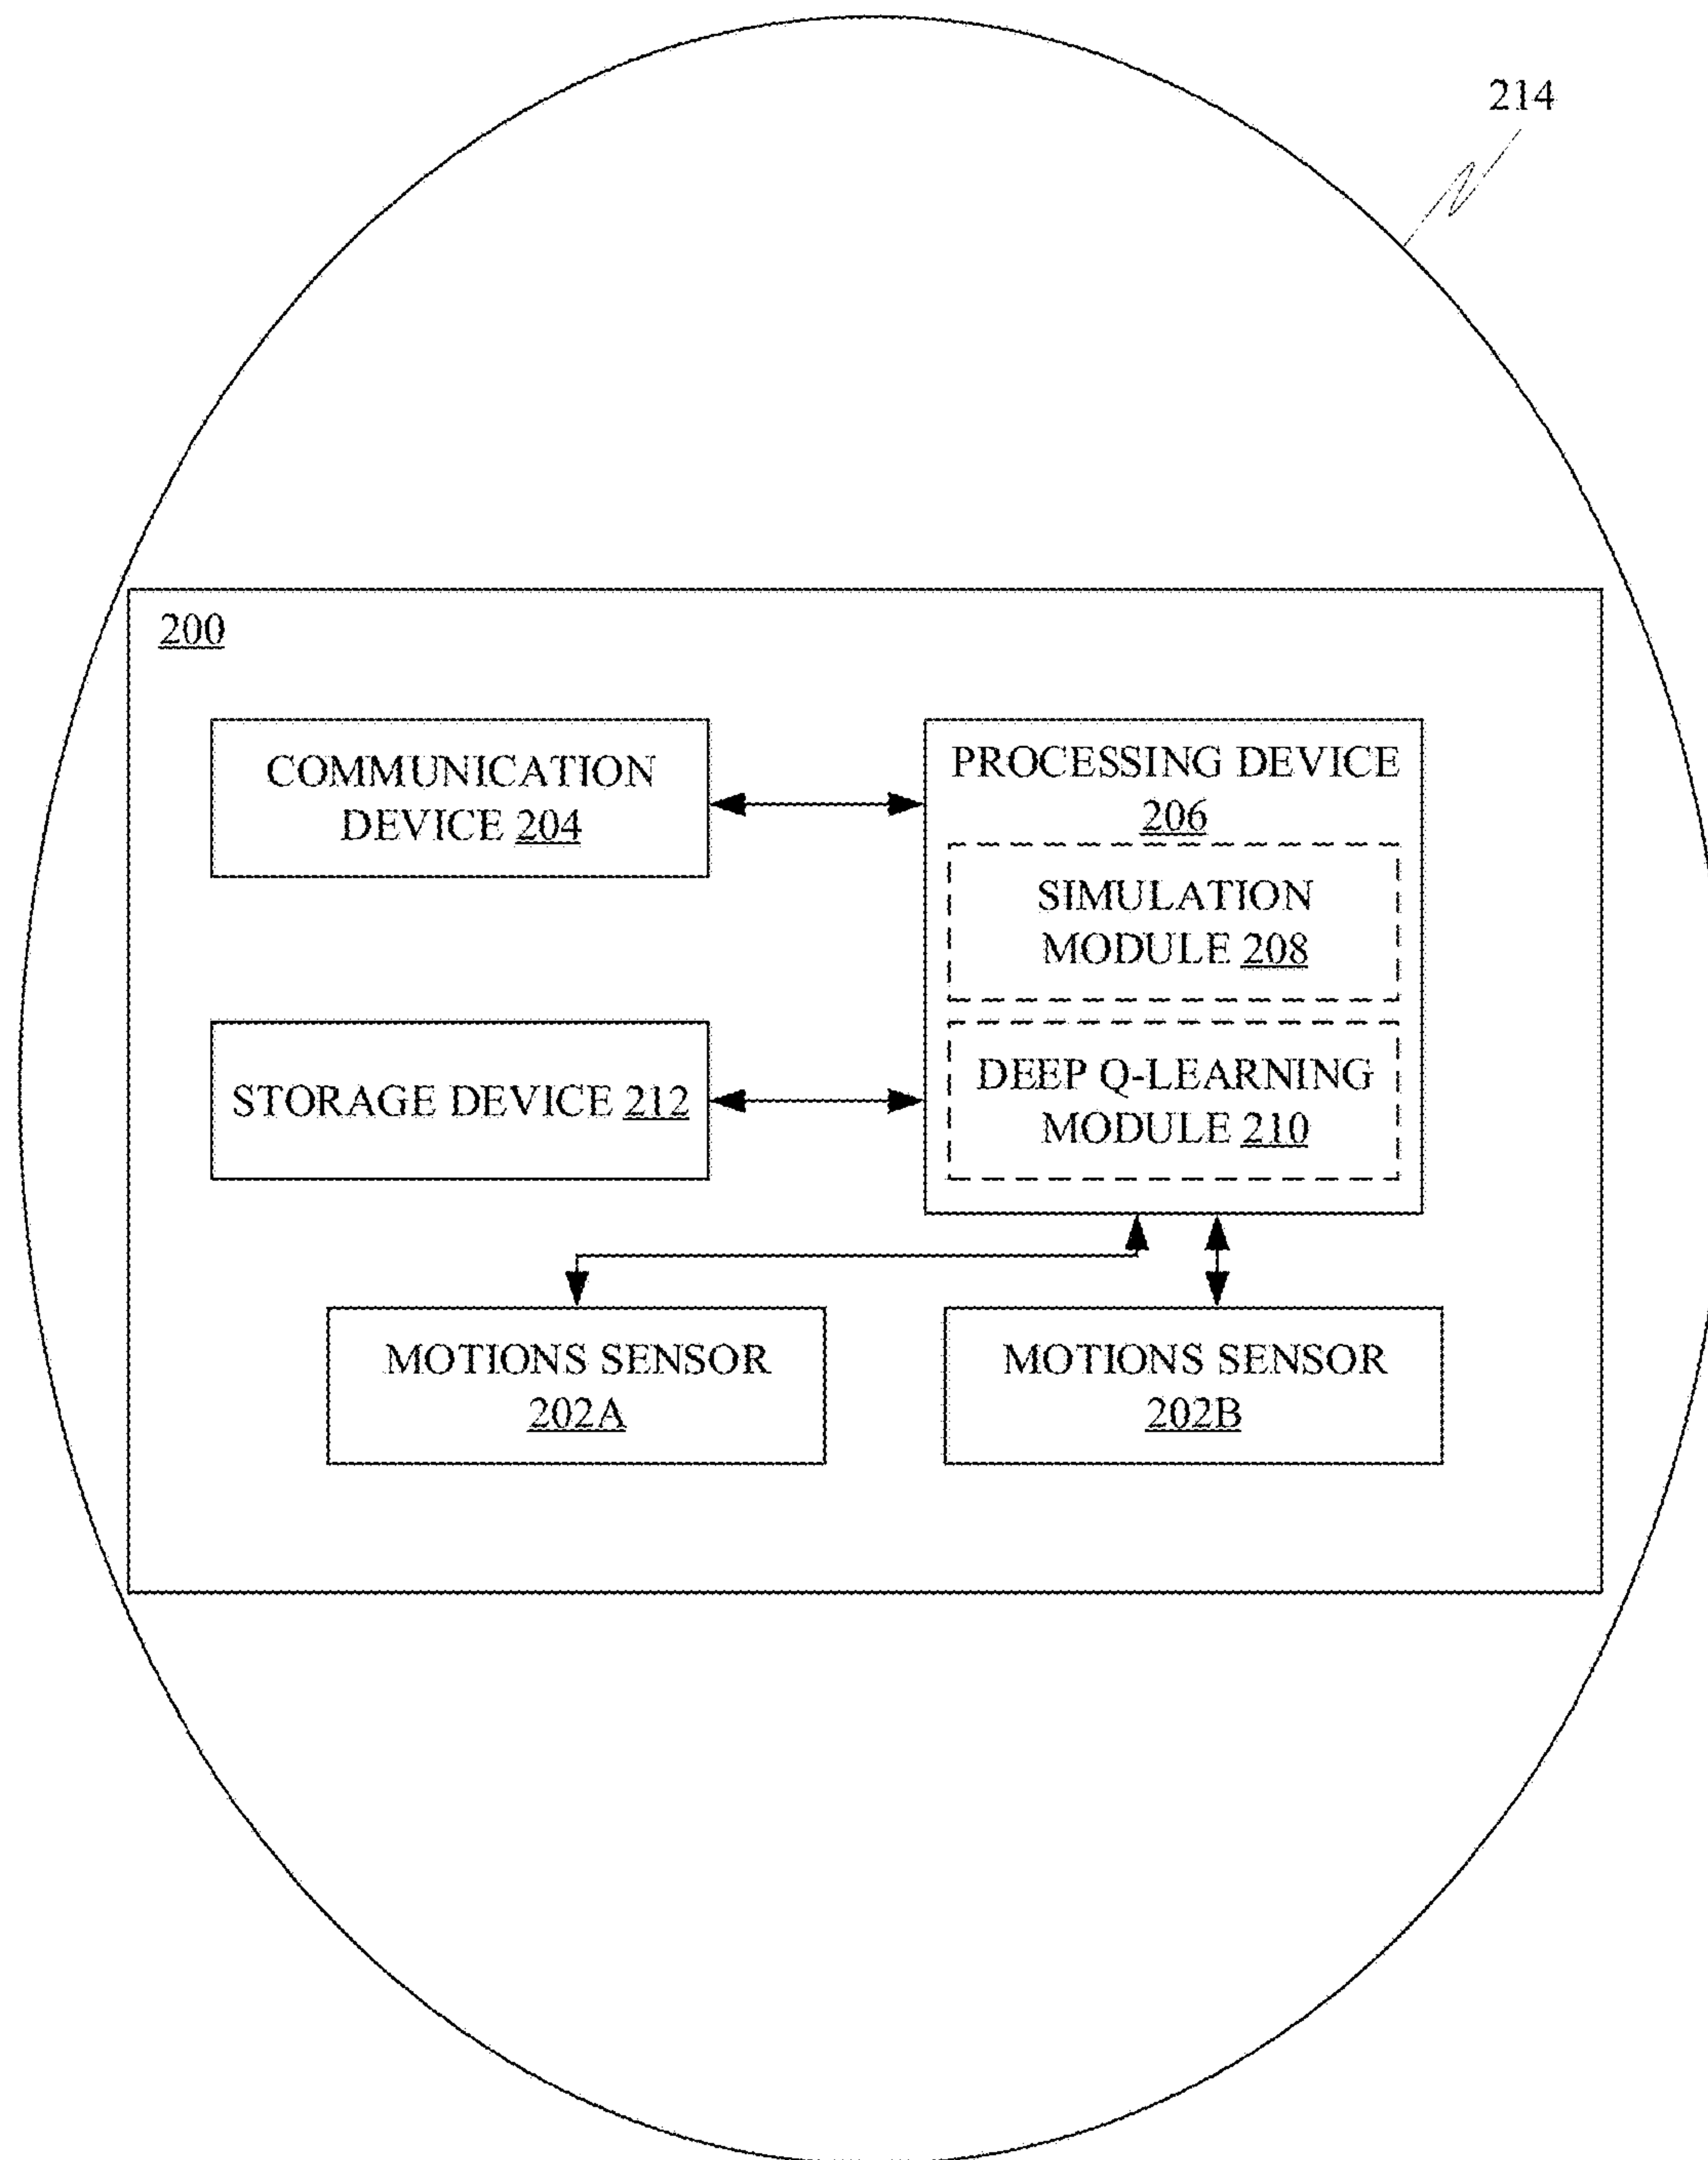 214
200
COMMUNICATION
DEVICE 204
PROCESSING DEVICE
206
SIMULATION
MODULE 208
STORAGE DEVICE 212
DEEP Q-LEARNING
MODULE 210
MOTIONS SENSOR
202A
MOTIONS SENSOR
202B